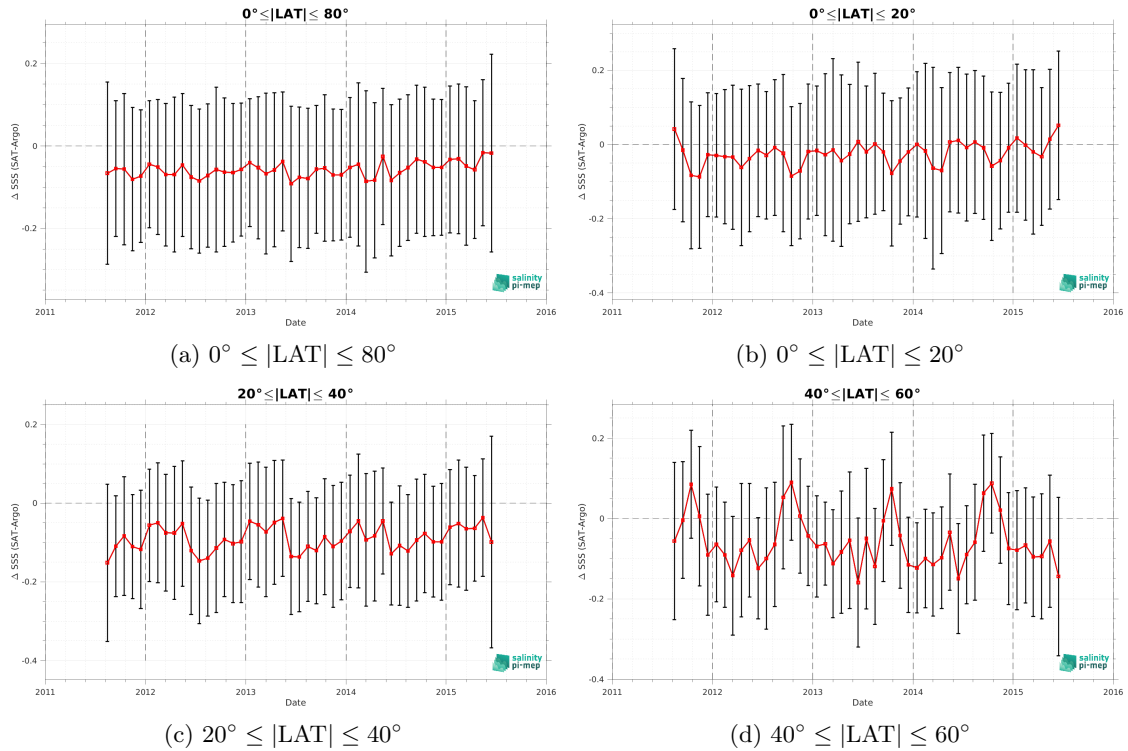 0°≤|LAT|≤ 80°
Δ SSS (SAT-Argo)
0.2
0
-0.2
2011 2012 2013 2014 2015 2016
Date
salinity
pi-mep
(a) 0° ≤ |LAT| ≤ 80°
0°≤|LAT|≤ 20°
Δ SSS (SAT-Argo)
0.2
0
-0.2
-0.4
2011 2012 2013 2014 2015 2016
Date
salinity
pi-mep
(b) 0° ≤ |LAT| ≤ 20°
20°≤|LAT|≤ 40°
Δ SSS (SAT-Argo)
0.2
0
-0.2
-0.4
2011 2012 2013 2014 2015 2016
Date
salinity
pi-mep
(c) 20° ≤ |LAT| ≤ 40°
40°≤|LAT|≤ 60°
Δ SSS (SAT-Argo)
0.2
0
-0.2
-0.4
2011 2012 2013 2014 2015 2016
Date
salinity
pi-mep
(d) 40° ≤ |LAT| ≤ 60°